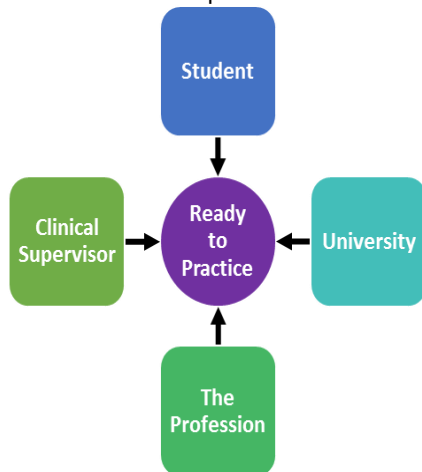 Student
Clinical
Supervisor
Ready
to
Practice
University
The
Profession